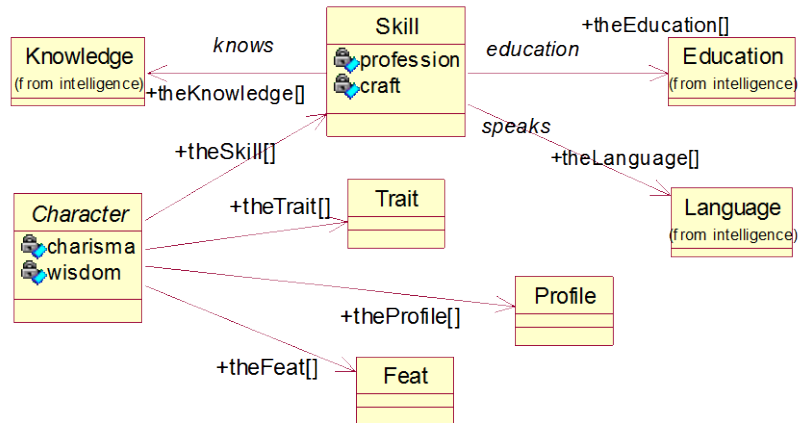 Skill
profession
craft
knows
Knowledge
(from intelligence)
+theKnowledge[]
education
+theEducation[]
Education
(from intelligence)
speaks
+theLanguage[]
Language
(from intelligence)
+theSkill[]
Character
charisma
wisdom
+theTrait[]
Trait
+theProfile[]
Profile
+theFeat[]
Feat